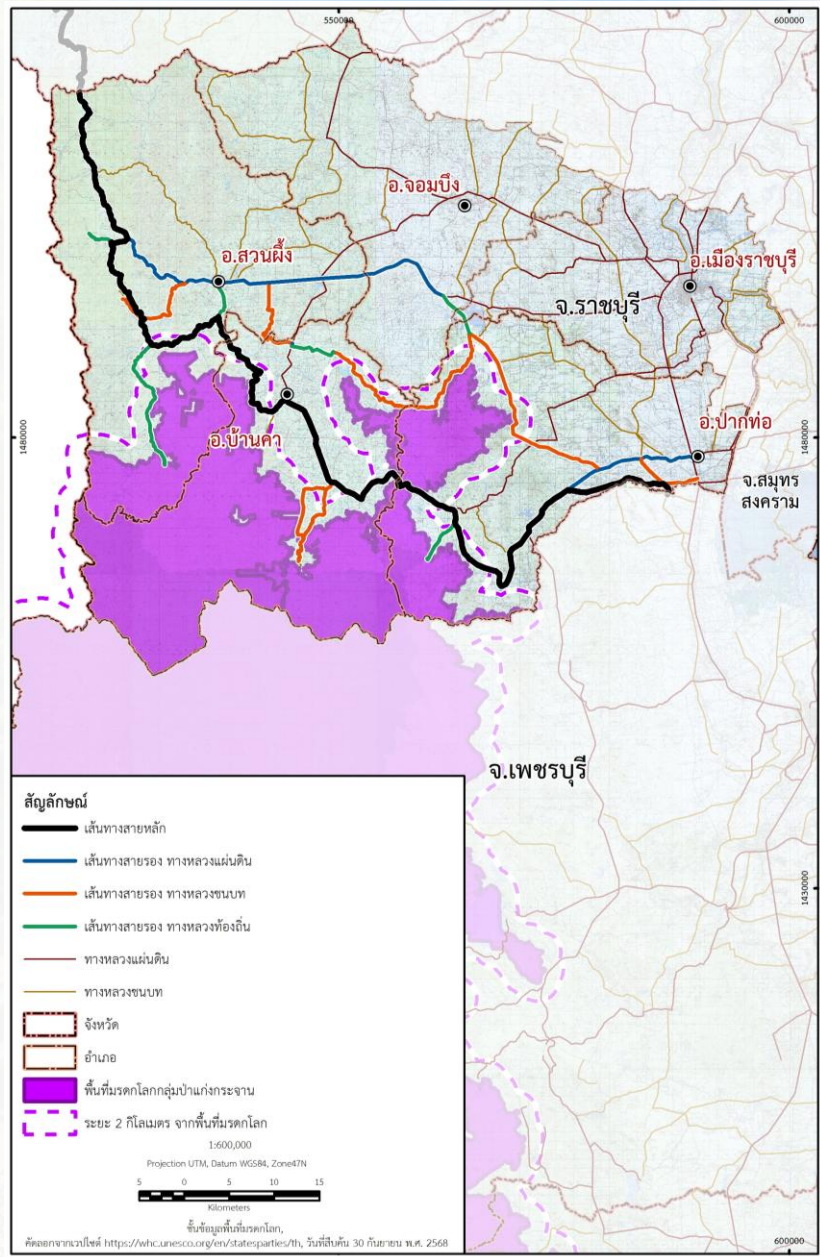 550000
600000
อ.จอมบึง
อ.สวนผึ้ง
อ.เมืองราชบุรี
จ.ราชบุรี
อ.บ้านคา
อ.ปากท่อ
1480000
1480000
จ.สมุทร
สงคราม
จ.เพชรบุรี
1430000
สัญลักษณ์
เส้นทางสายหลัก
เส้นทางสายรอง ทางหลวงแผ่นดิน
เส้นทางสายรอง ทางหลวงชนบท
เส้นทางสายรอง ทางหลวงท้องถิ่น
ทางหลวงแผ่นดิน
ทางหลวงชนบท
จังหวัด
อำเภอ
พื้นที่มรดกโลกกลุ่มป่าแก่งกระจาน
ระยะ 2 กิโลเมตร จากพื้นที่มรดกโลก
1:600,000
Projection UTM, Datum WGS84, Zone47N
5 0 5 10 15
Kilometers
ชั้นข้อมูลพื้นที่มรดกโลก,
คัดลอกจากเวปไซต์ https://whc.unesco.org/en/statesparties/th, วันที่สืบค้น 30 กันยายน พ.ศ. 2568
600000